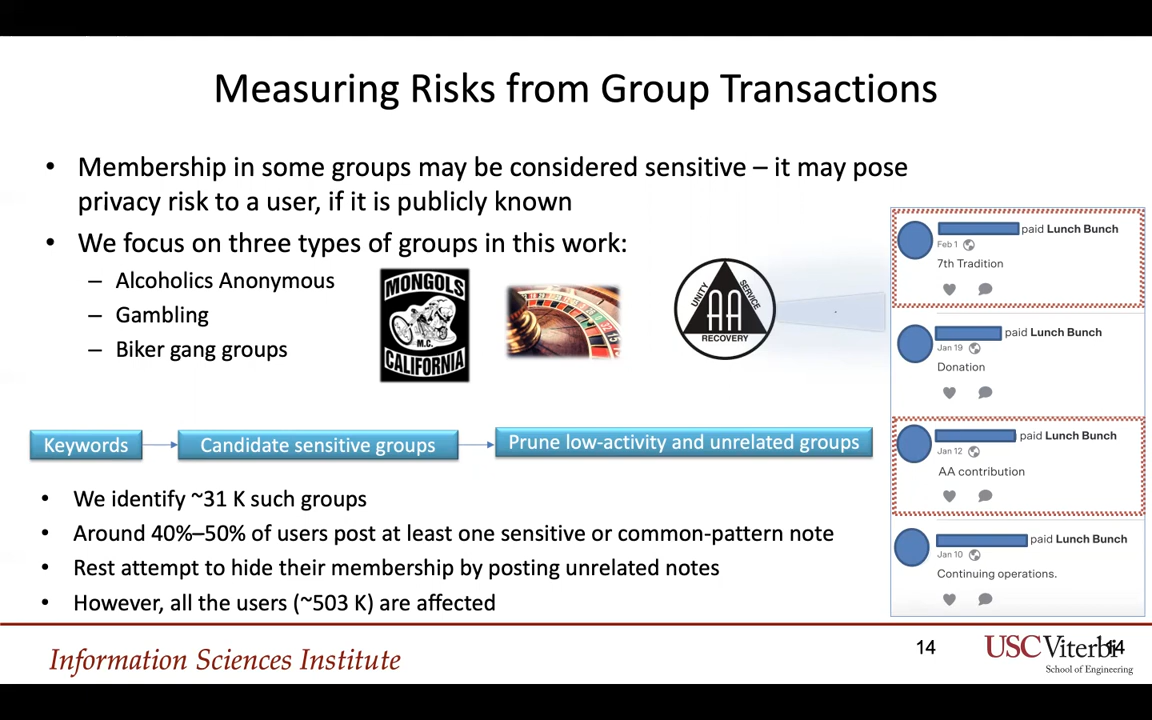 Measuring Risks from Group Transactions
• Membership in some groups may be considered sensitive – it may pose
privacy risk to a user, if it is publicly known
• We focus on three types of groups in this work:
– Alcoholics Anonymous
– Gambling
– Biker gang groups
MONGOLS
M.C.
CALIFORNIA
UNITY
SERVICE
AA
RECOVERY
paid Lunch Bunch
Feb 1
7th Tradition
paid Lunch Bunch
Jan 19
Donation
paid Lunch Bunch
Jan 12
AA contribution
paid Lunch Bunch
Jan 10
Continuing operations.
Keywords
Candidate sensitive groups
Prune low-activity and unrelated groups
• We identify ~31 K such groups
• Around 40%–50% of users post at least one sensitive or common-pattern note
• Rest attempt to hide their membership by posting unrelated notes
• However, all the users (~503 K) are affected
Information Sciences Institute
14
USC Viterbi
14
School of Engineering